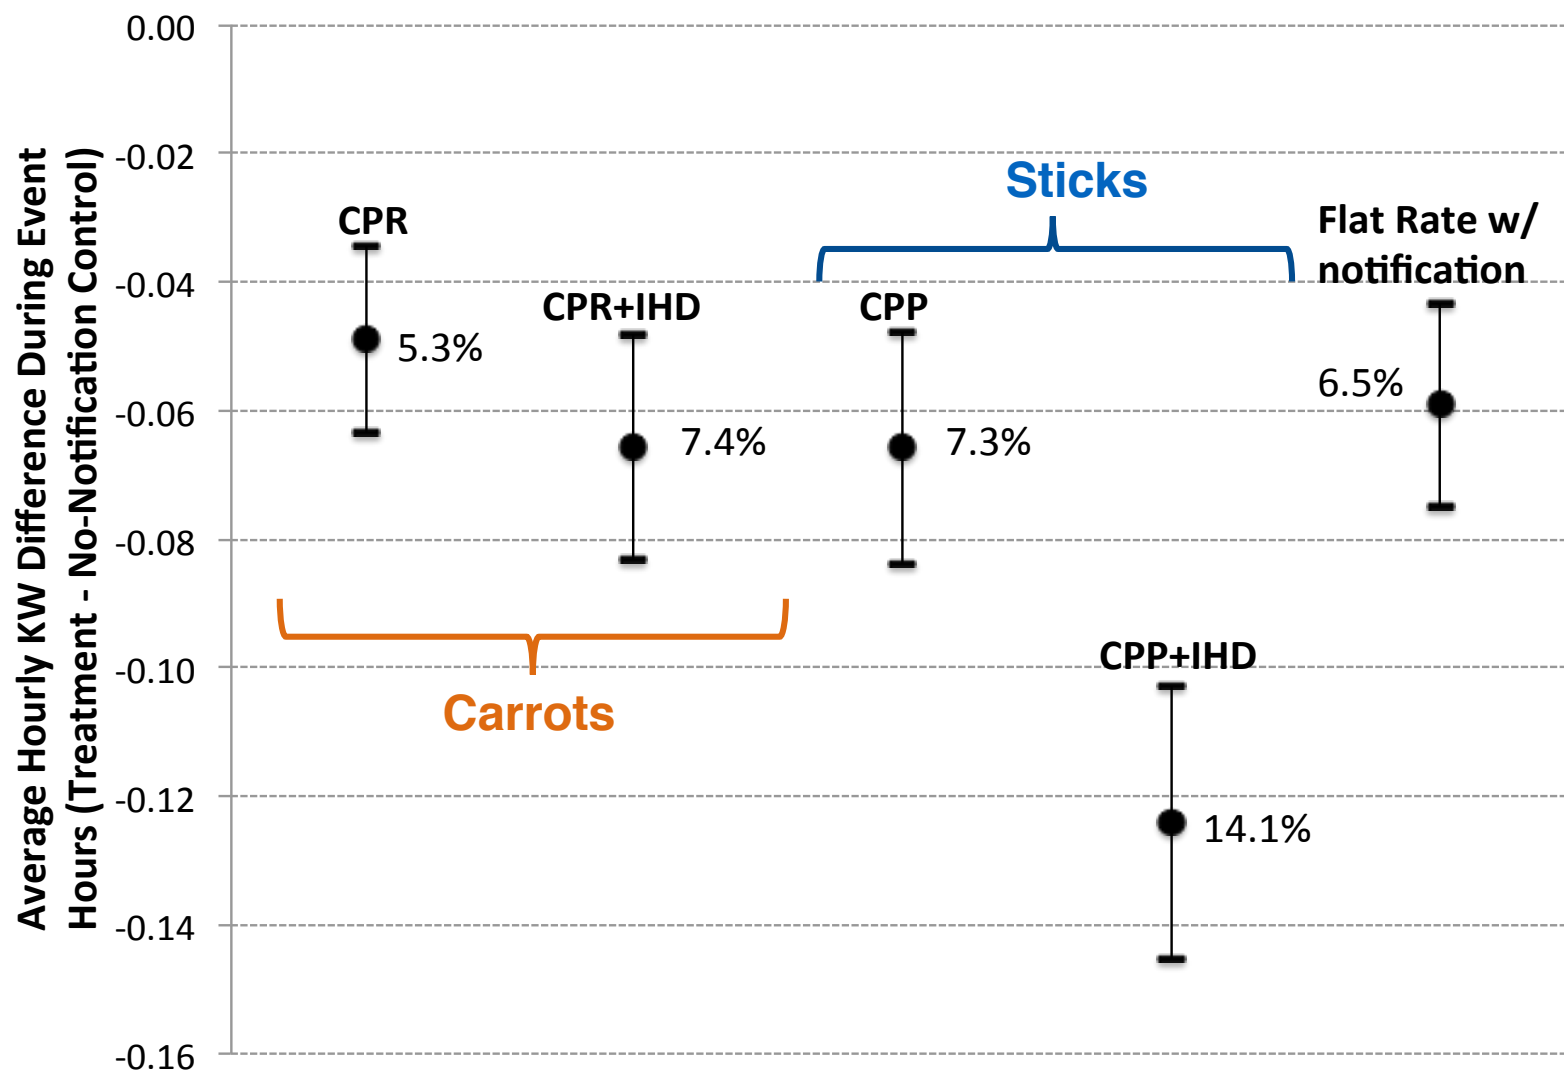 Average Hourly KW Difference During Event
Hours (Treatment - No-Notification Control)
0.00
-0.02
-0.04
-0.06
-0.08
-0.10
-0.12
-0.14
-0.16
CPR
5.3%
CPR+IHD
7.4%
Carrots
Sticks
CPP
7.3%
CPP+IHD
14.1%
Flat Rate w/
notification
6.5%